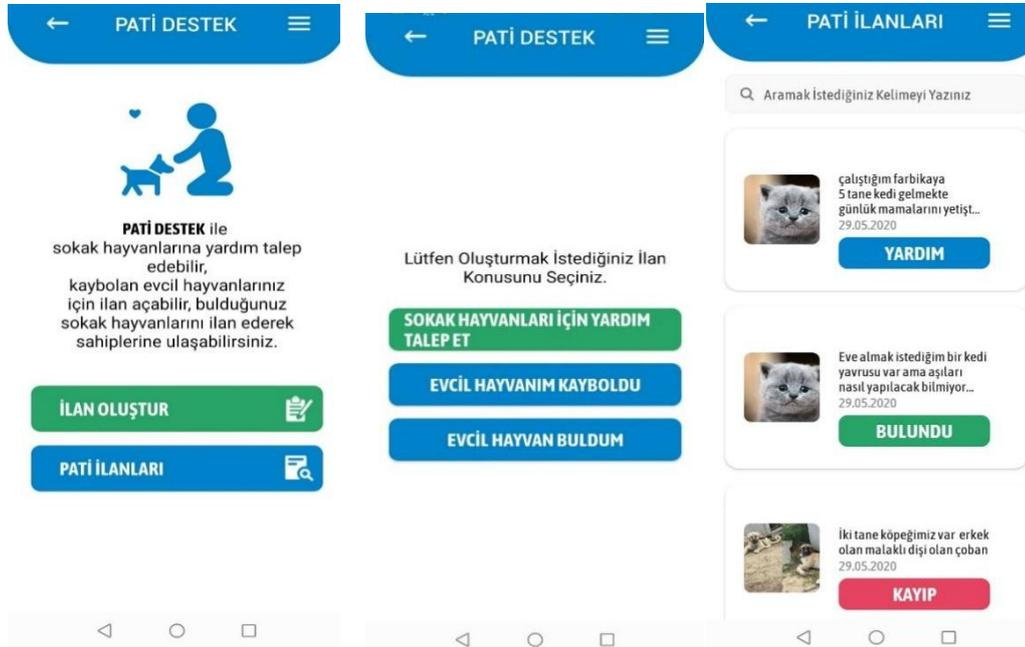 PATİ DESTEK
PATİ DESTEK ile
sokak hayvanlarına yardım talep
edebilir,
kaybolan evcil hayvanlarınız
için ilan açabilir, bulduğunuz
sokak hayvanlarını ilan ederek
sahiplerine ulaşabilirsiniz.
İLAN OLUŞTUR
PATİ İLANLARI
PATİ DESTEK
Lütfen Oluşturmak İstediğiniz İlan
Konusunu Seçiniz.
SOKAK HAYVANLARI İÇİN YARDIM
TALEP ET
EVCİL HAYVANIM KAYBOLDU
EVCİL HAYVAN BULDUM
PATİ İLANLARI
Aramak İstediğiniz Kelimeyi Yazınız
çalıştığım farbikaya
5 tane kedi gelmekte
günlük mamalarını yetişt...
29.05.2020
YARDIM
Eve almak istediğim bir kedi
yavrusu var ama aşıları
nasıl yapılacak bilmiyor...
29.05.2020
BULUNDU
İki tane köpeğimiz var erkek
olan malaklı dişi olan çoban
29.05.2020
KAYIP